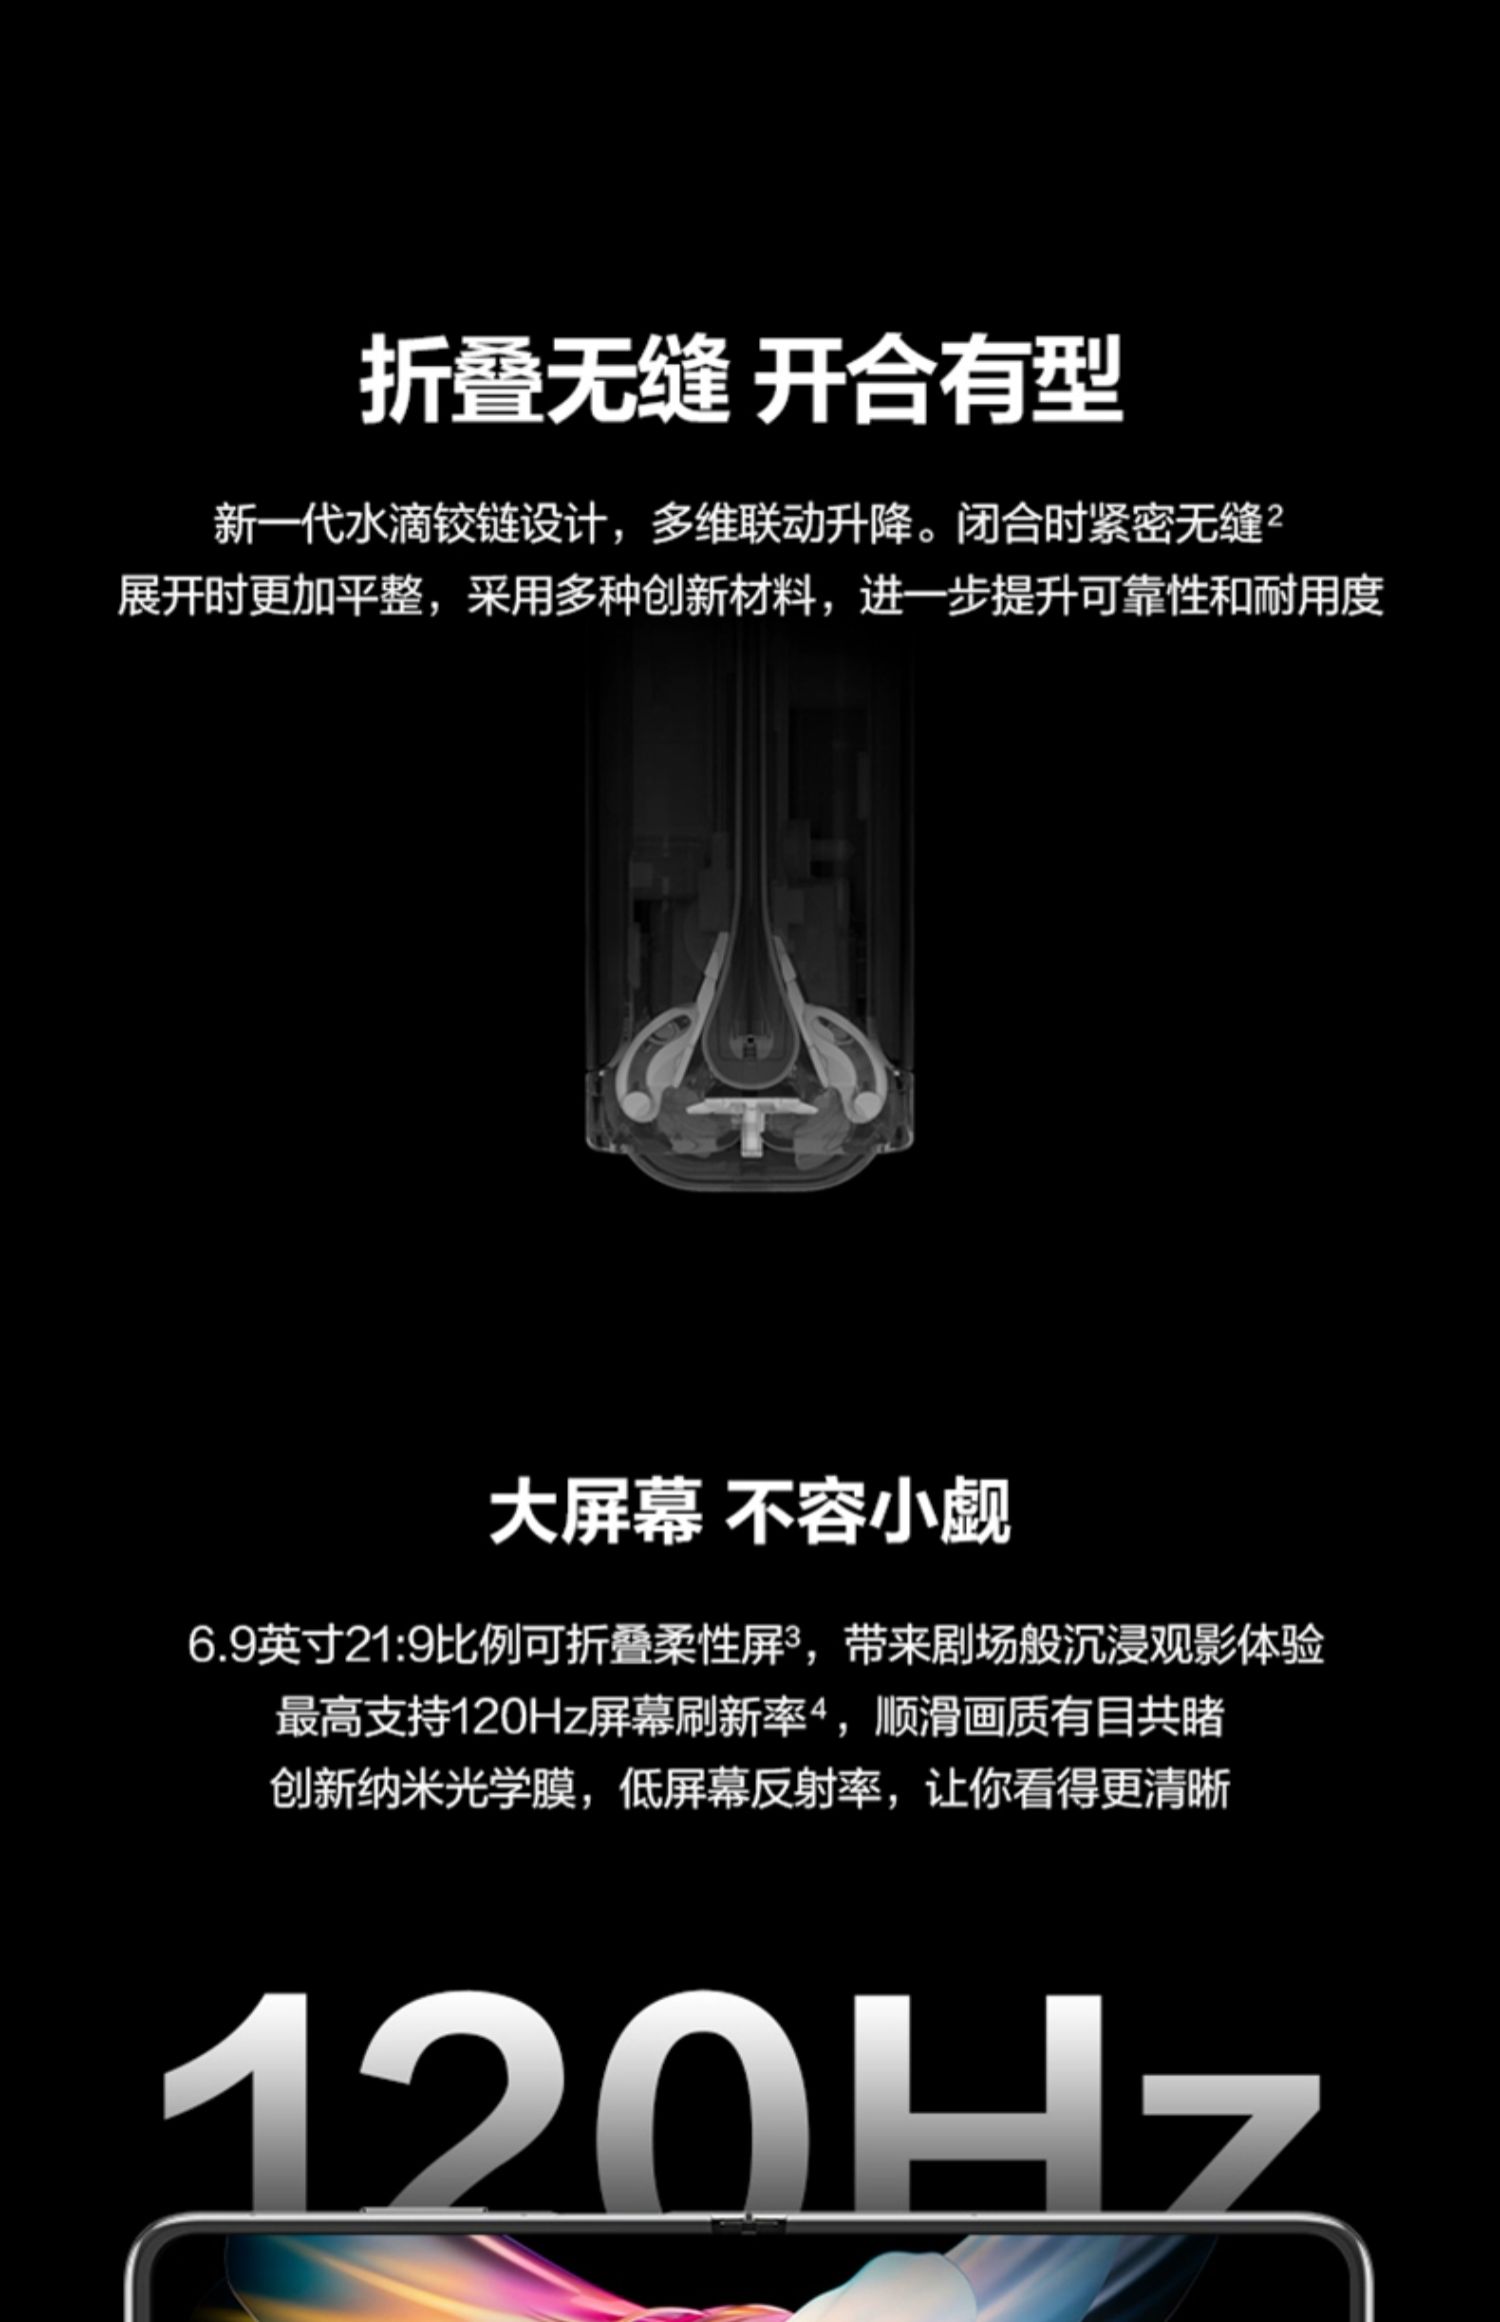 折叠无缝 开合有型
新一代水滴铰链设计，多维联动升降。闭合时紧密无缝²
展开时更加平整，采用多种创新材料，进一步提升可靠性和耐用度
大屏幕 不容小觑
6.9英寸21:9比例可折叠柔性屏³，带来剧场般沉浸观影体验
最高支持120Hz屏幕刷新率⁴，顺滑画质有目共睹
创新纳米光学膜，低屏幕反射率，让你看得更清晰
120Hz